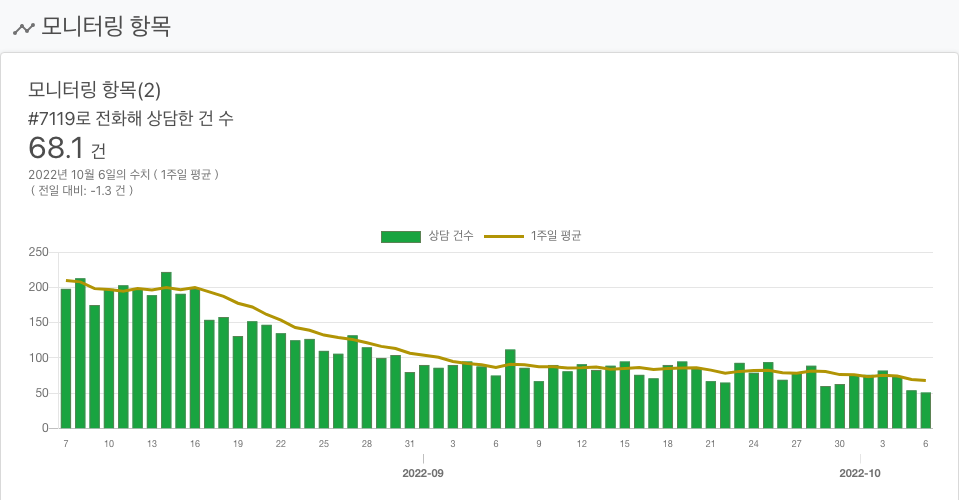 모니터링 항목
모니터링 항목(2)
#7119로 전화해 상담한 건 수
68.1 건
2022년 10월 6일의 수치 ( 1주일 평균 )
( 전일 대비: -1.3 건 )
상담 건수 1주일 평균
250
200
150
100
50
0
7 10 13 16 19 22 25 28 31 3 6 9 12 15 18 21 24 27 30 3 6
2022-09 2022-10